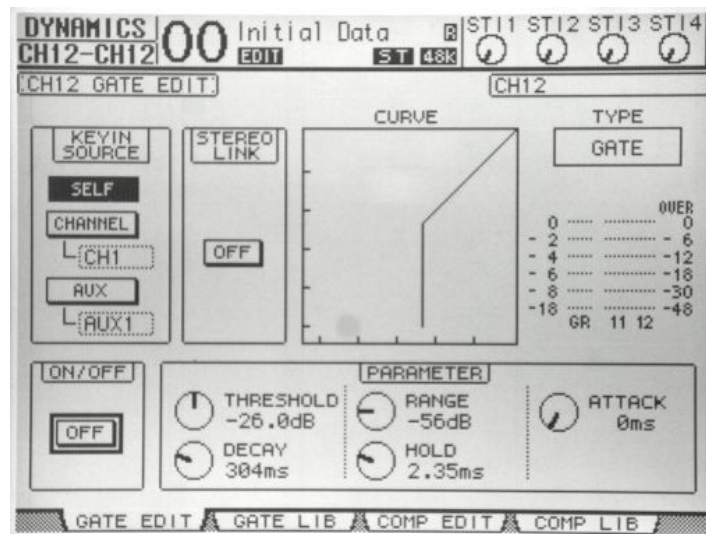 DYNAMICS
CH12-CH12
00
Initial Data
R
EDIT
ST
48K
STI1 STI2 STI3 STI4
CH12 GATE EDIT
CH12
KEYIN
SOURCE
SELF
CHANNEL
CH1
AUX
AUX1
STEREO
LINK
OFF
CURVE
TYPE
GATE
OVER
0 0
- 2 - 6
- 4 -12
- 6 -18
- 8 -30
-18 -48
GR 11 12
ON/OFF
OFF
PARAMETER
THRESHOLD
-26.0dB
RANGE
-56dB
ATTACK
0ms
DECAY
304ms
HOLD
2.35ms
GATE EDIT
GATE LIB
COMP EDIT
COMP LIB